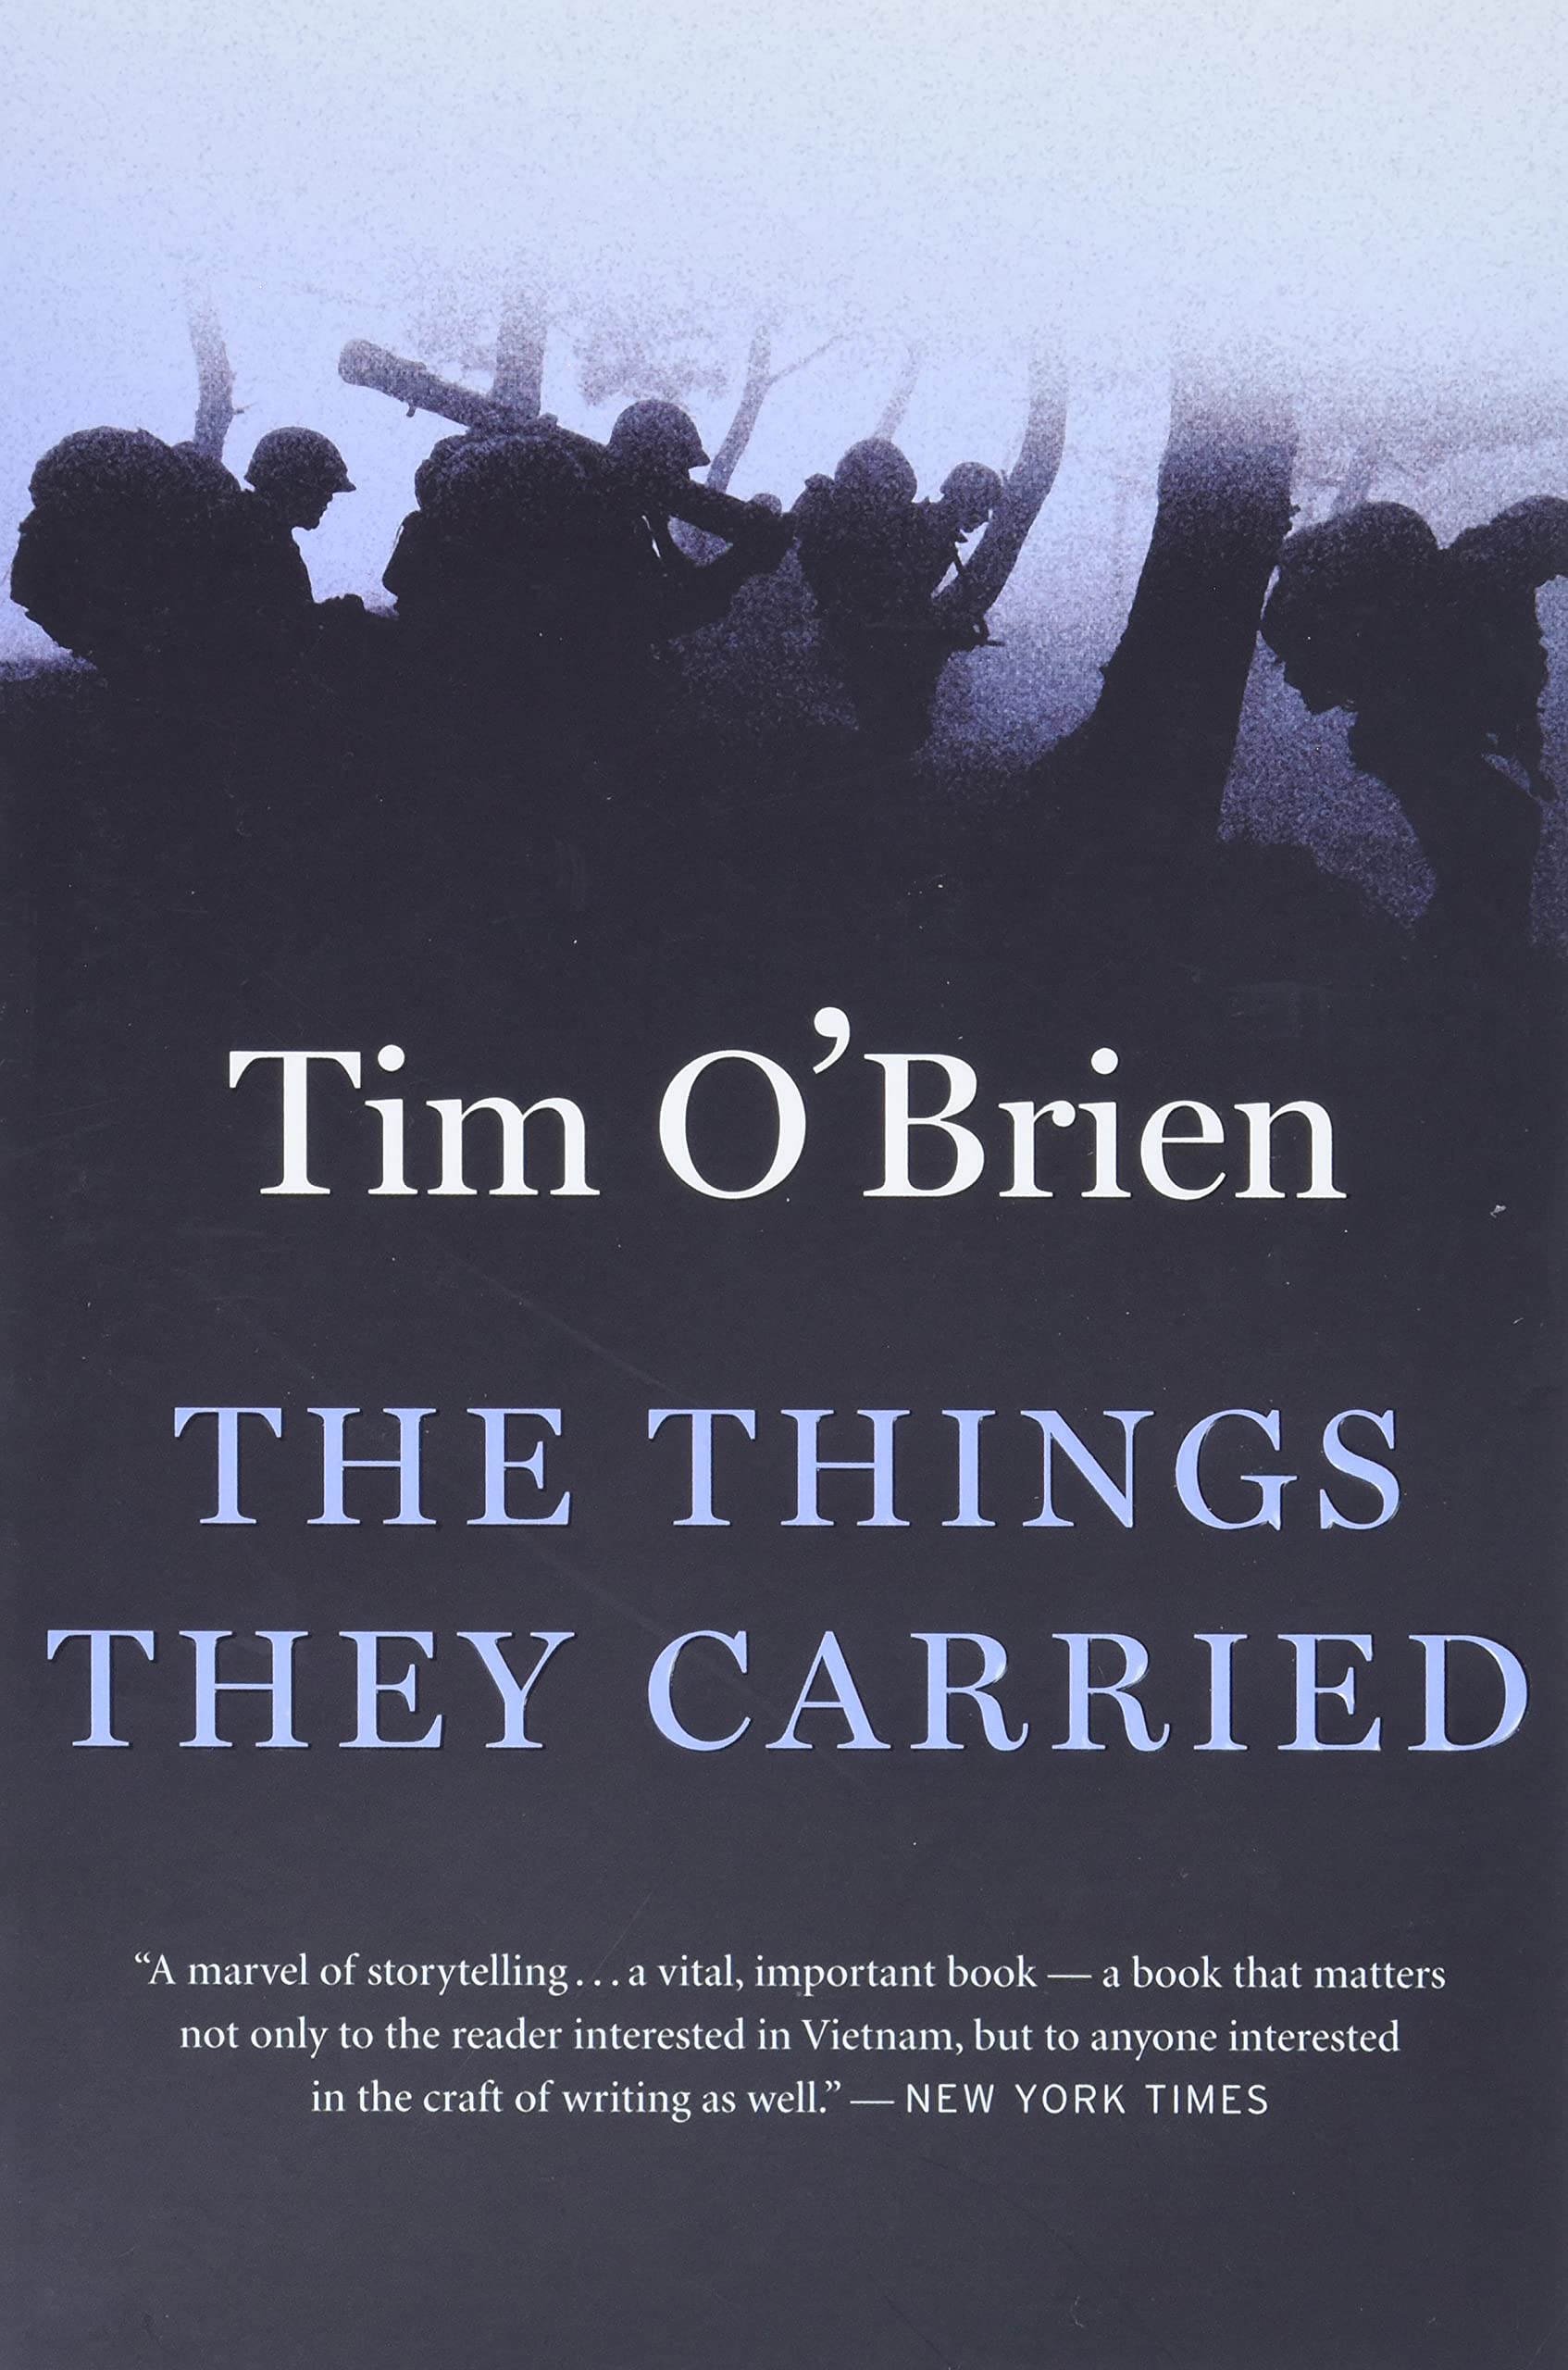 Tim O’Brien
THE THINGS
THEY CARRIED
“A marvel of storytelling...a vital, important book — a book that matters
not only to the reader interested in Vietnam, but to anyone interested
in the craft of writing as well.” — NEW YORK TIMES